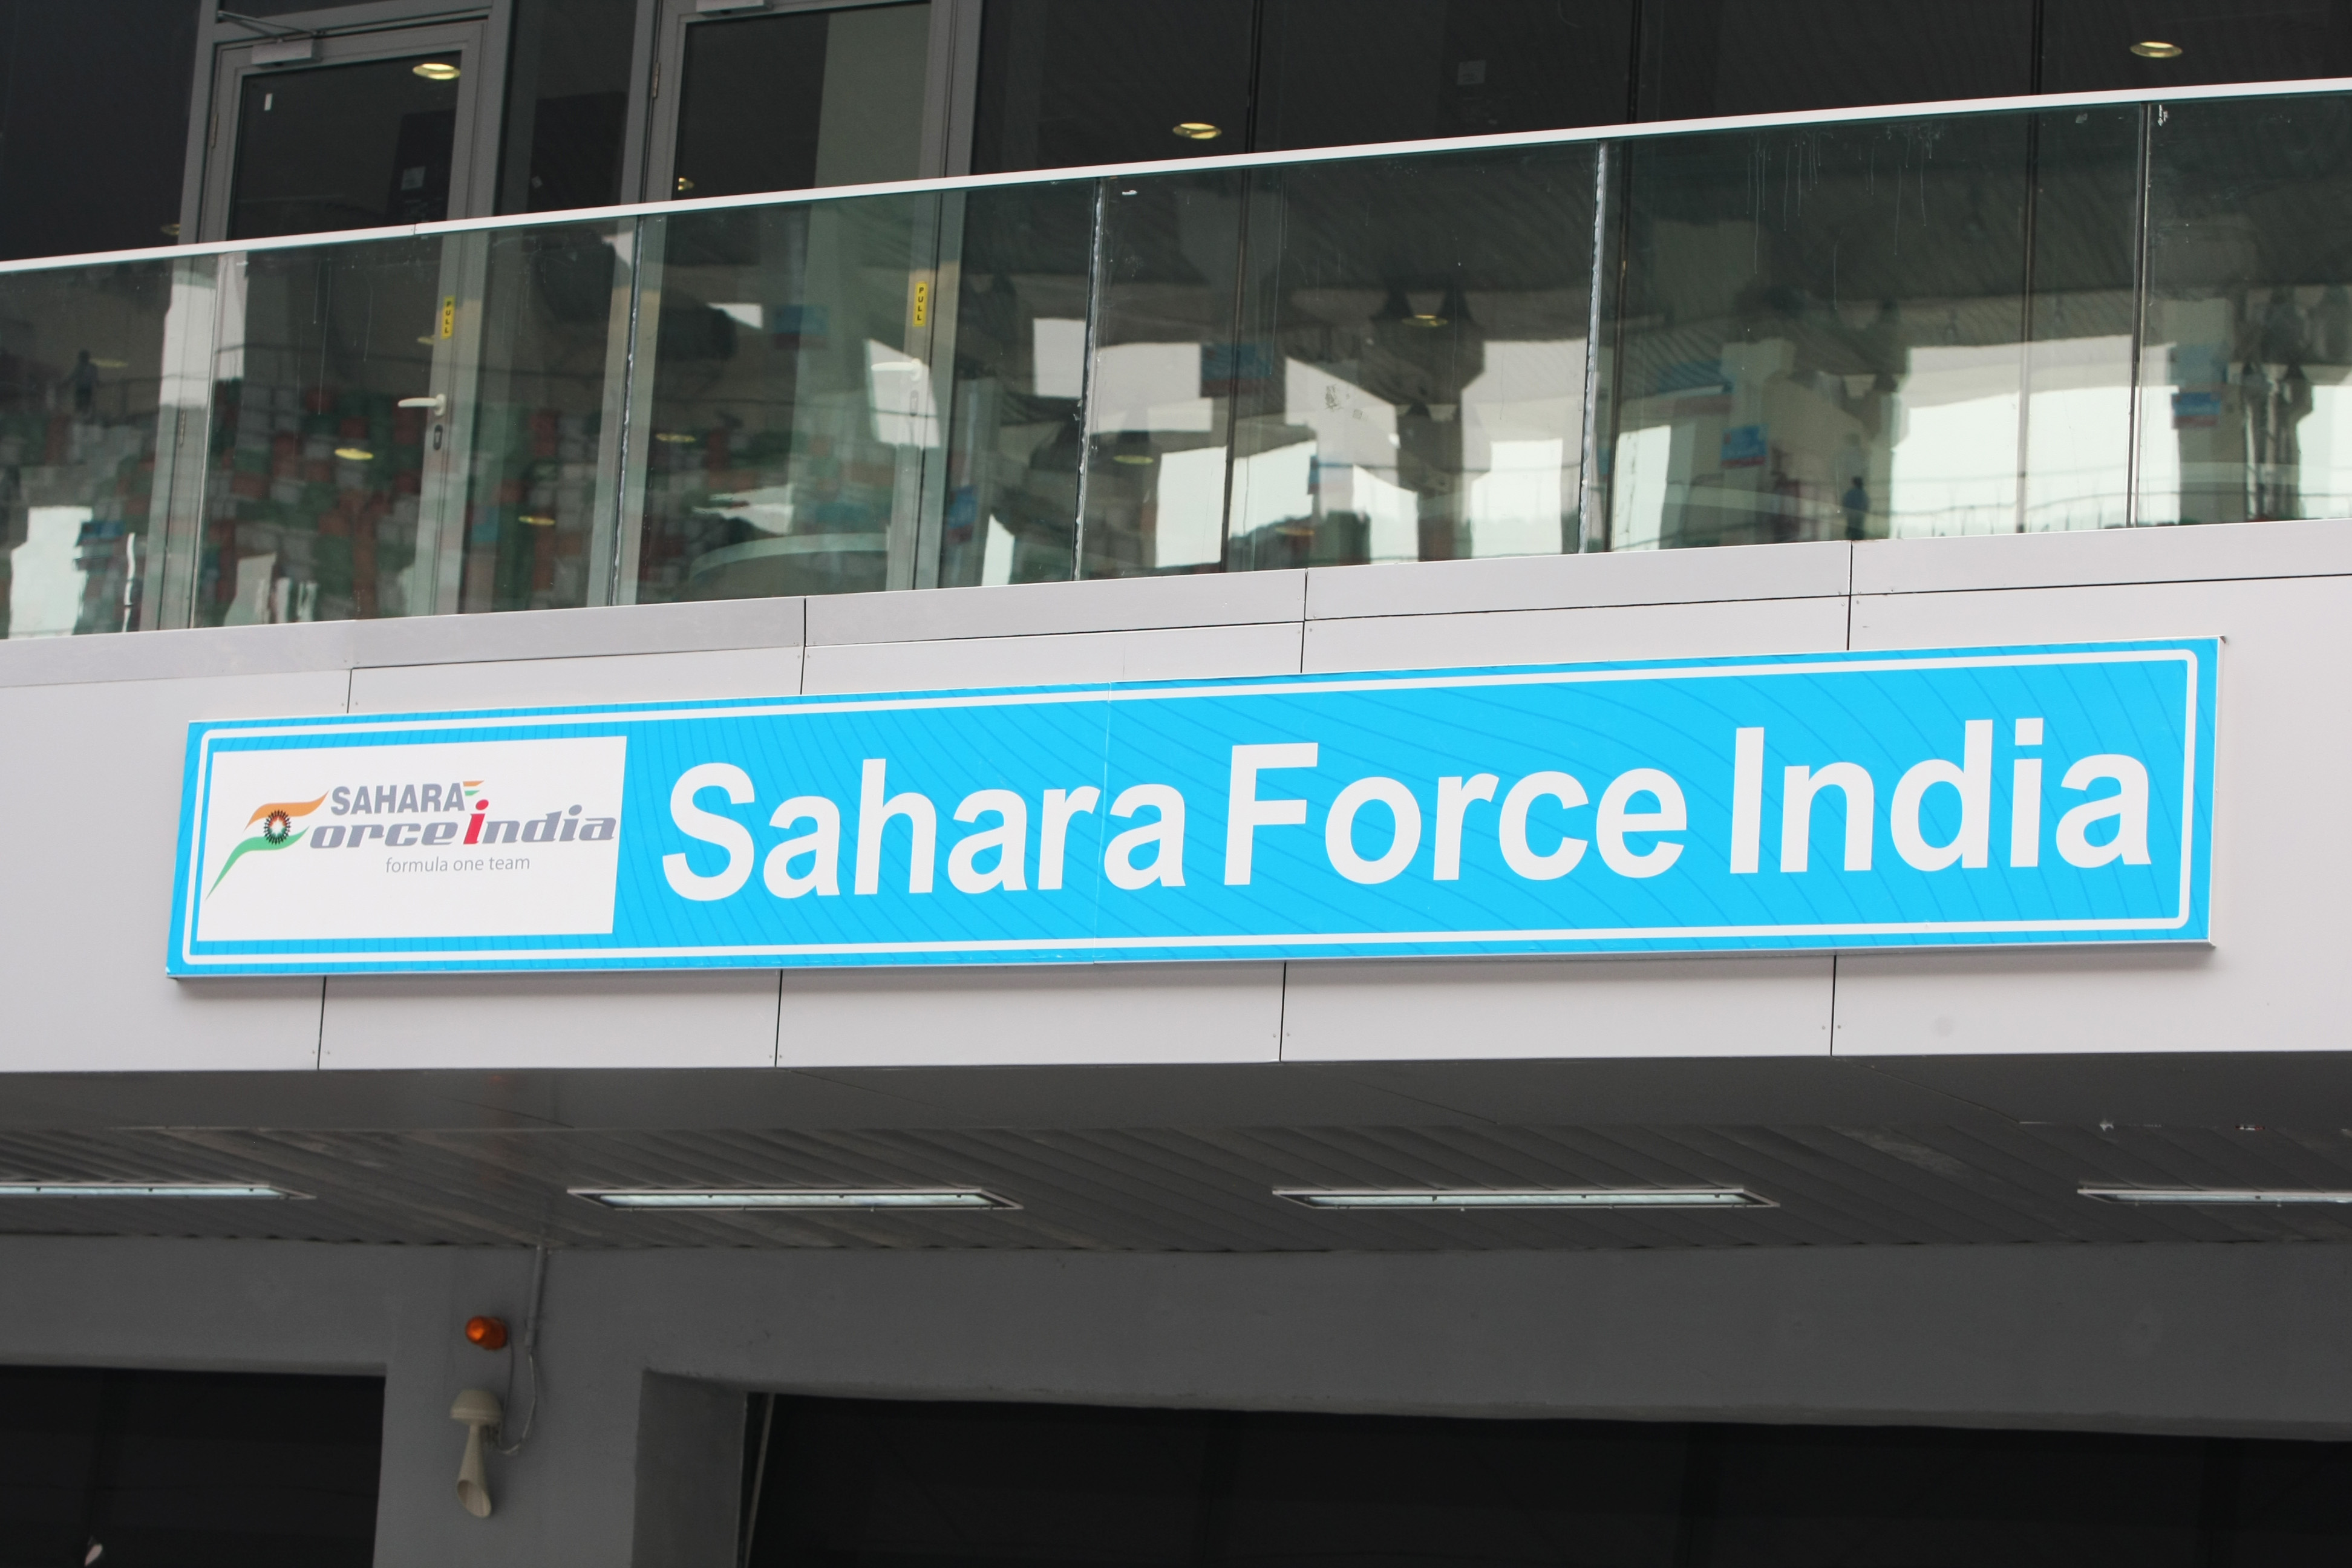 PULL
PULL
SAHARA
Force india
formula one team
Sahara Force India